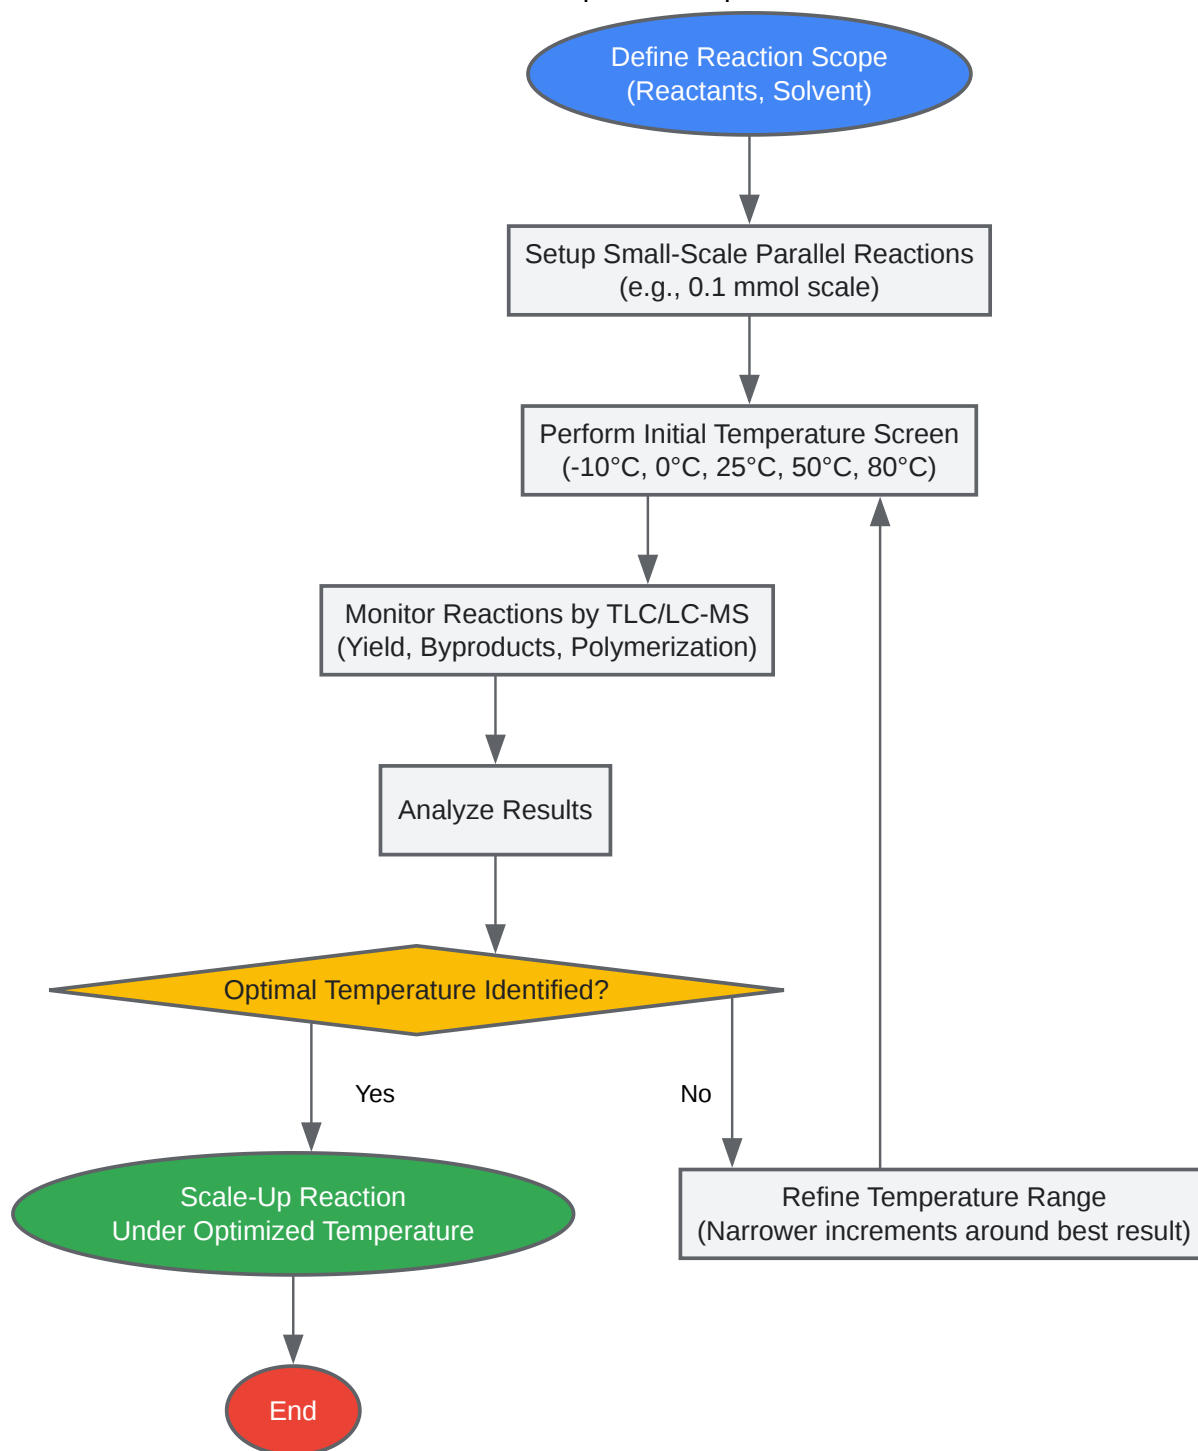 Define Reaction Scope
(Reactants, Solvent)
Setup Small-Scale Parallel Reactions
(e.g., 0.1 mmol scale)
Perform Initial Temperature Screen
(-10°C, 0°C, 25°C, 50°C, 80°C)
Monitor Reactions by TLC/LC-MS
(Yield, Byproducts, Polymerization)
Analyze Results
Optimal Temperature Identified?
Yes
No
Scale-Up Reaction
Under Optimized Temperature
Refine Temperature Range
(Narrower increments around best result)
End